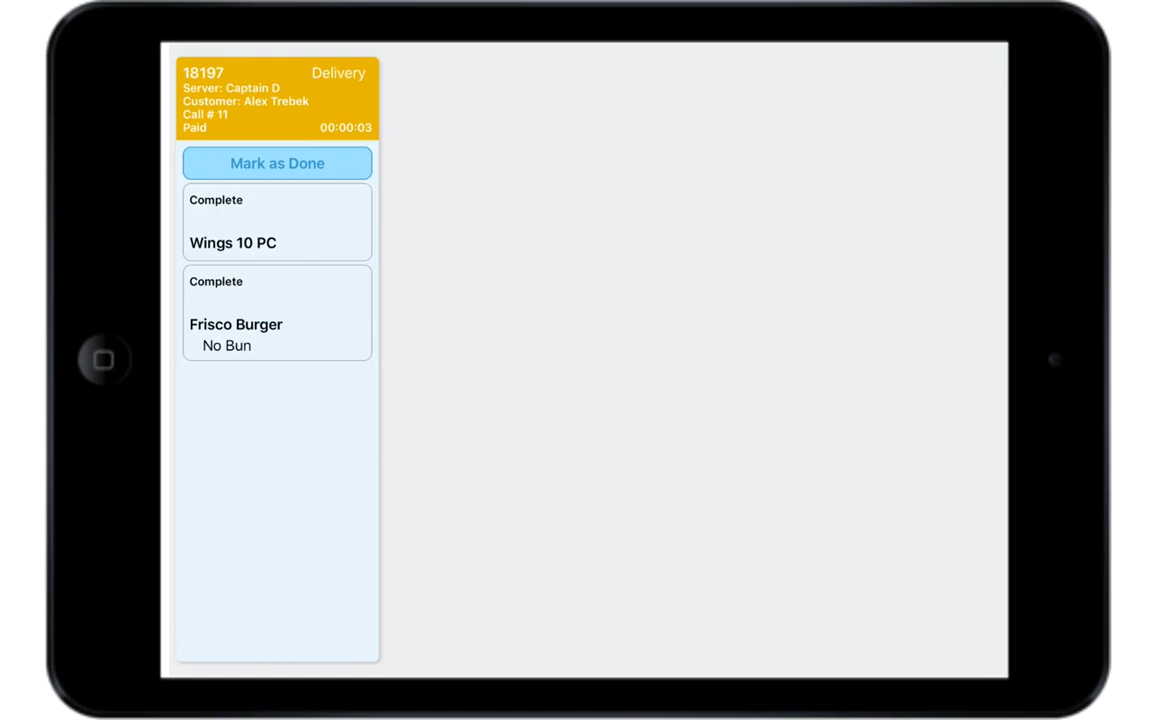 18197 Delivery
Server: Captain D
Customer: Alex Trebek
Call # 11
Paid 00:00:03
Mark as Done
Complete
Wings 10 PC
Complete
Frisco Burger
No Bun